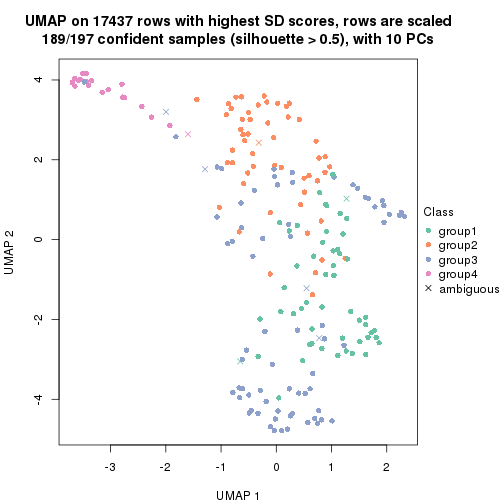 UMAP on 17437 rows with highest SD scores, rows are scaled
189/197 confident samples (silhouette > 0.5), with 10 PCs
4
2
0
-2
-4
UMAP 2
-3
-2
-1
0
1
2
UMAP 1
Class
group1
group2
group3
group4
ambiguous